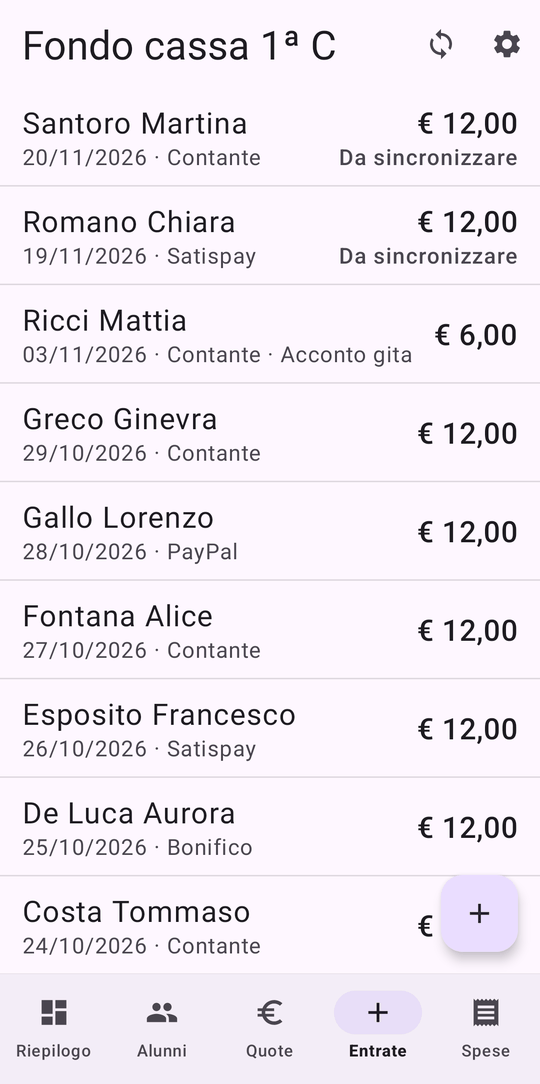 Fondo cassa 1ª C
Santoro Martina
€ 12,00
20/11/2026 · Contante
Da sincronizzare
Romano Chiara
€ 12,00
19/11/2026 · Satispay
Da sincronizzare
Ricci Mattia
€ 6,00
03/11/2026 · Contante · Acconto gita
Greco Ginevra
€ 12,00
29/10/2026 · Contante
Gallo Lorenzo
€ 12,00
28/10/2026 · PayPal
Fontana Alice
€ 12,00
27/10/2026 · Contante
Esposito Francesco
€ 12,00
26/10/2026 · Satispay
De Luca Aurora
€ 12,00
25/10/2026 · Bonifico
Costa Tommaso
€
24/10/2026 · Contante
Riepilogo
Alunni
Quote
Entrate
Spese